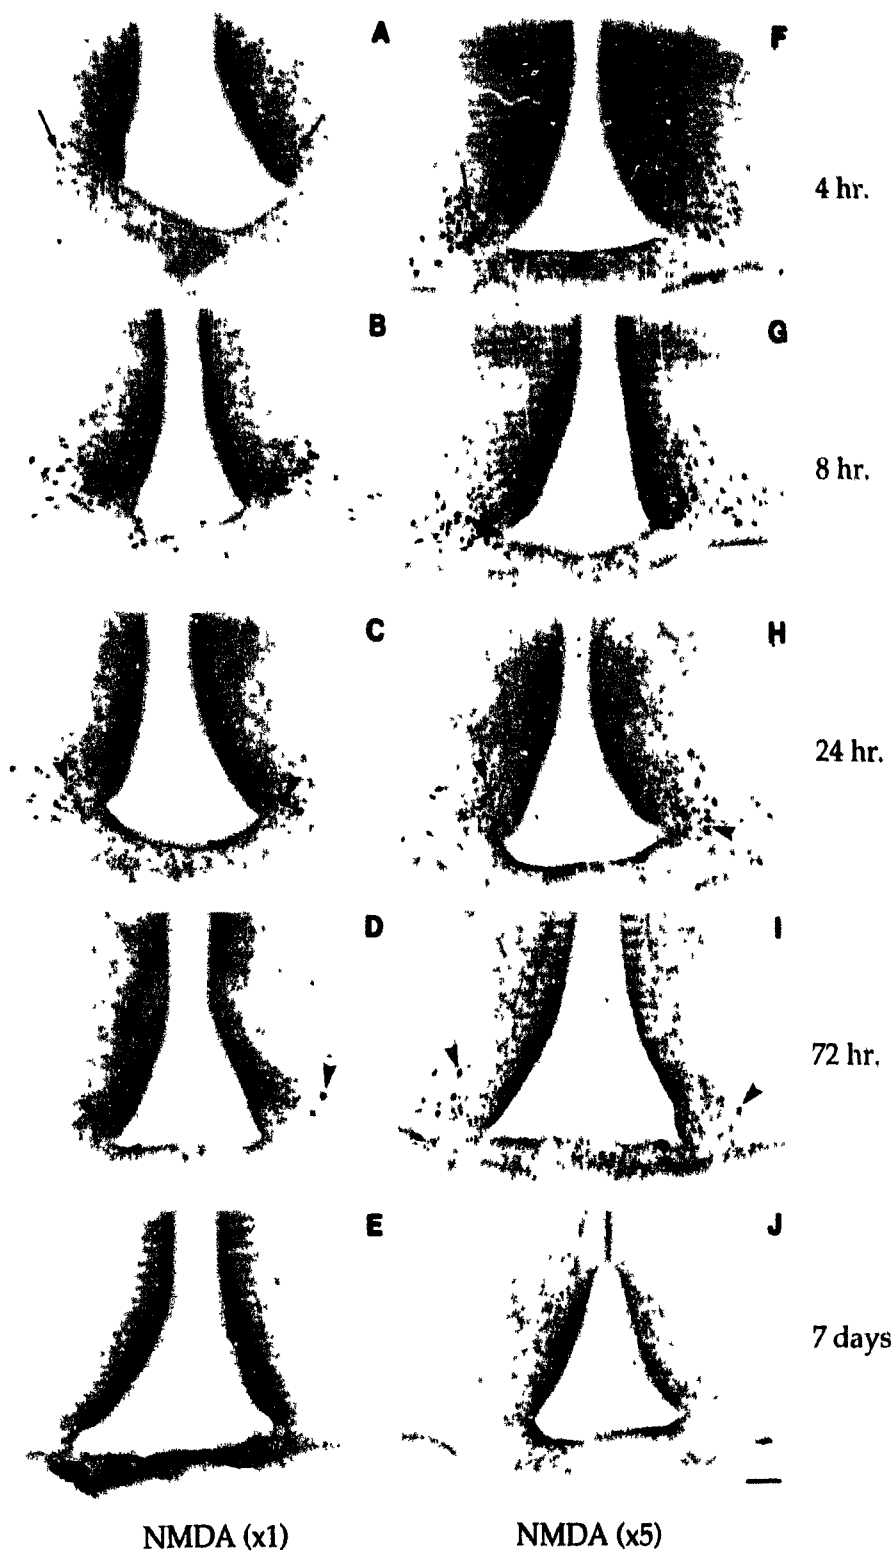 A
F
4 hr.
B
G
8 hr.
C
H
24 hr.
D
I
72 hr.
E
J
7 days
NMDA (x1)
NMDA (x5)